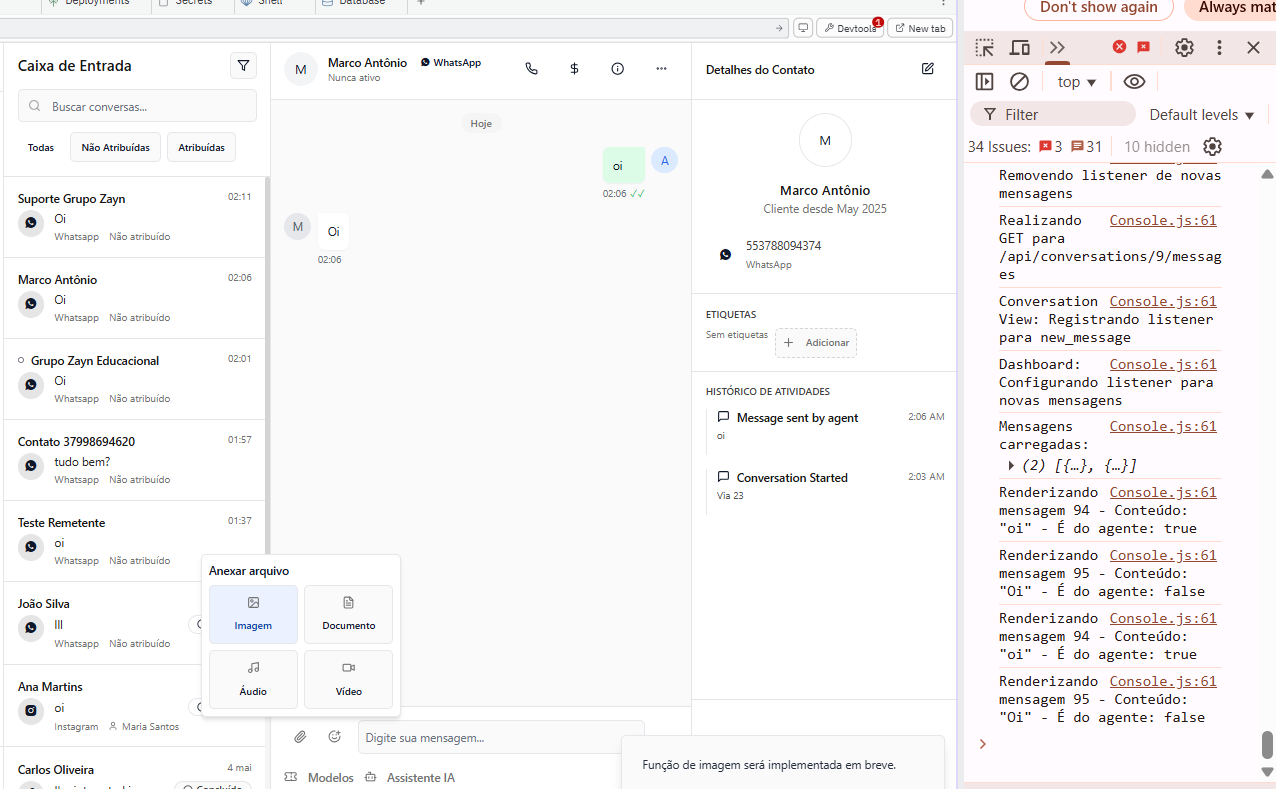 Deployments
Secrets
Shell
Database
Devtools
1
New tab
Caixa de Entrada
Buscar conversas...
Todas
Não Atribuídas
Atribuídas
Suporte Grupo Zayn
02:11
Oi
Whatsapp
Não atribuído
Marco Antônio
02:06
Oi
Whatsapp
Não atribuído
Grupo Zayn Educacional
02:01
Oi
Whatsapp
Não atribuído
Contato 37998694620
01:57
tudo bem?
Whatsapp
Não atribuído
Teste Remetente
01:37
oi
Whatsapp
Não atribuído
João Silva
lll
Whatsapp
Não atribuído
Ana Martins
oi
Instagram
Maria Santos
Carlos Oliveira
4 mai
Concluído
M
Marco Antônio
WhatsApp
Nunca ativo
Hoje
oi
A
02:06
M
Oi
02:06
Anexar arquivo
Imagem
Documento
Áudio
Vídeo
Digite sua mensagem...
Modelos
Assistente IA
Detalhes do Contato
M
Marco Antônio
Cliente desde May 2025
553788094374
WhatsApp
ETIQUETAS
Sem etiquetas
Adicionar
HISTÓRICO DE ATIVIDADES
Message sent by agent
2:06 AM
oi
Conversation Started
2:03 AM
Via 23
Função de imagem será implementada em breve.
Don't show again
Always mat
top
Filter
Default levels
34 Issues:
3
31
10 hidden
Removendo listener de novas
mensagens
Realizando Console.js:61
GET para
/api/conversations/9/messag
es
Conversation Console.js:61
View: Registrando listener
para new_message
Dashboard: Console.js:61
Configurando listener para
novas mensagens
Mensagens Console.js:61
carregadas:
(2) [{…}, {…}]
Renderizando Console.js:61
mensagem 94 - Conteúdo:
"oi" - É do agente: true
Renderizando Console.js:61
mensagem 95 - Conteúdo:
"Oi" - É do agente: false
Renderizando Console.js:61
mensagem 94 - Conteúdo:
"oi" - É do agente: true
Renderizando Console.js:61
mensagem 95 - Conteúdo:
"Oi" - É do agente: false